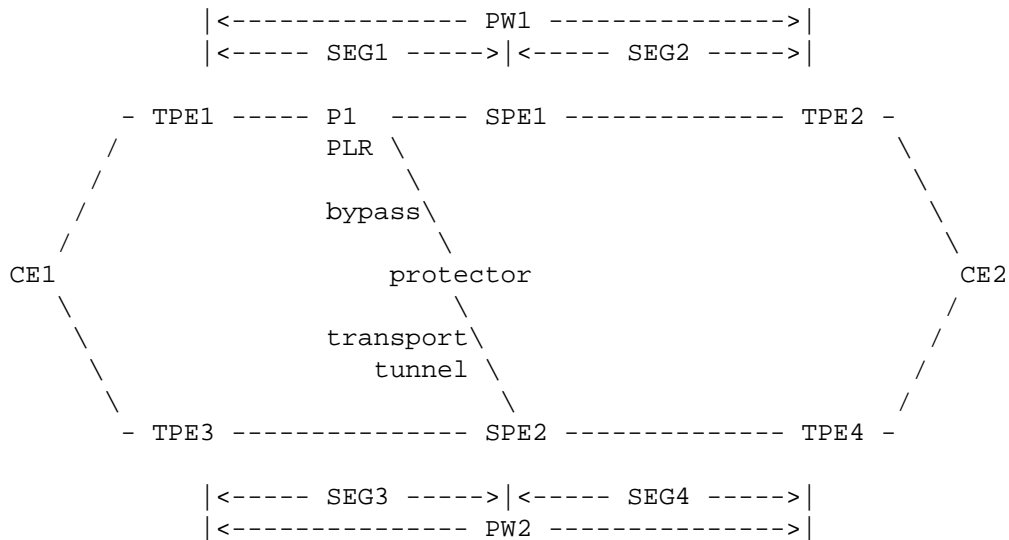 |<--------------- PW1 --------------->|
|<----- SEG1 ----->|<----- SEG2 ----->|
- TPE1 ----- P1 ----- SPE1 -------------- TPE2 -
PLR
bypass
CE1 protector CE2
transport
tunnel
- TPE3 --------------- SPE2 -------------- TPE4 -
|<----- SEG3 ----->|<----- SEG4 ----->|
|<--------------- PW2 --------------->|